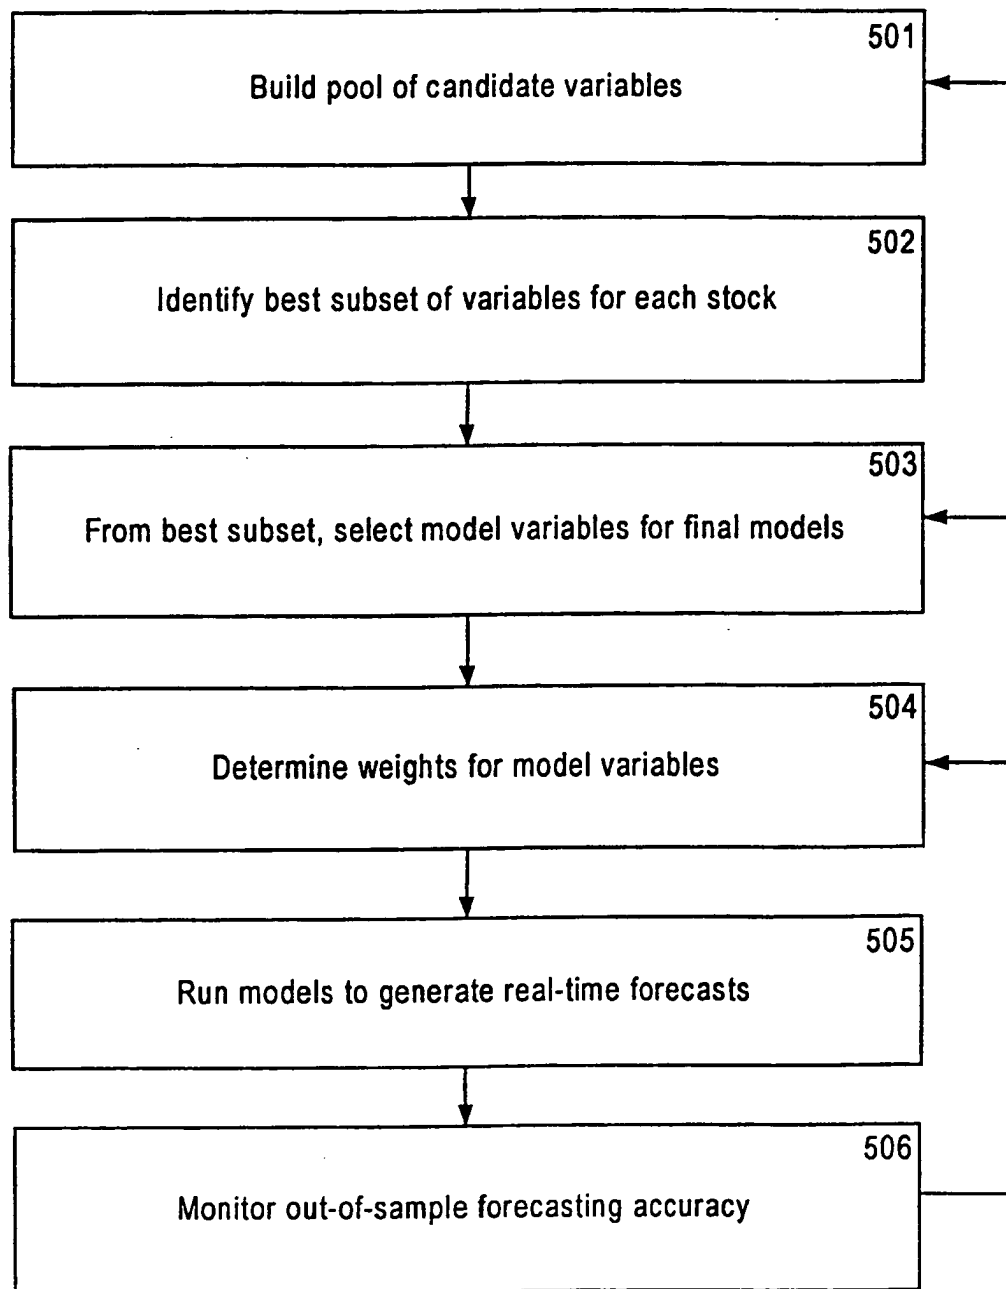 501
Build pool of candidate variables
502
Identify best subset of variables for each stock
503
From best subset, select model variables for final models
504
Determine weights for model variables
505
Run models to generate real-time forecasts
506
Monitor out-of-sample forecasting accuracy